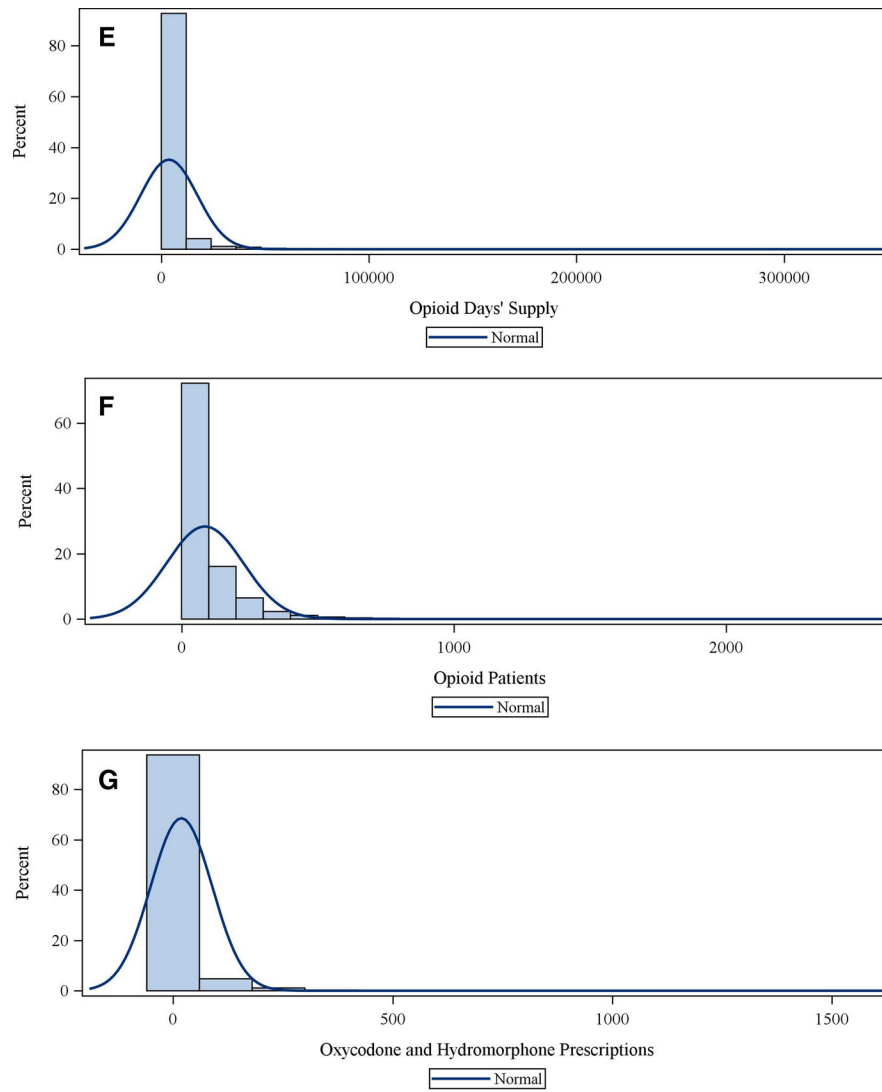 E
Percent
80
60
40
20
0
0 100000 200000 300000
Opioid Days' Supply
Normal
F
Percent
60
40
20
0
0 1000 2000
Opioid Patients
Normal
G
Percent
80
60
40
20
0
0 500 1000 1500
Oxycodone and Hydromorphone Prescriptions
Normal